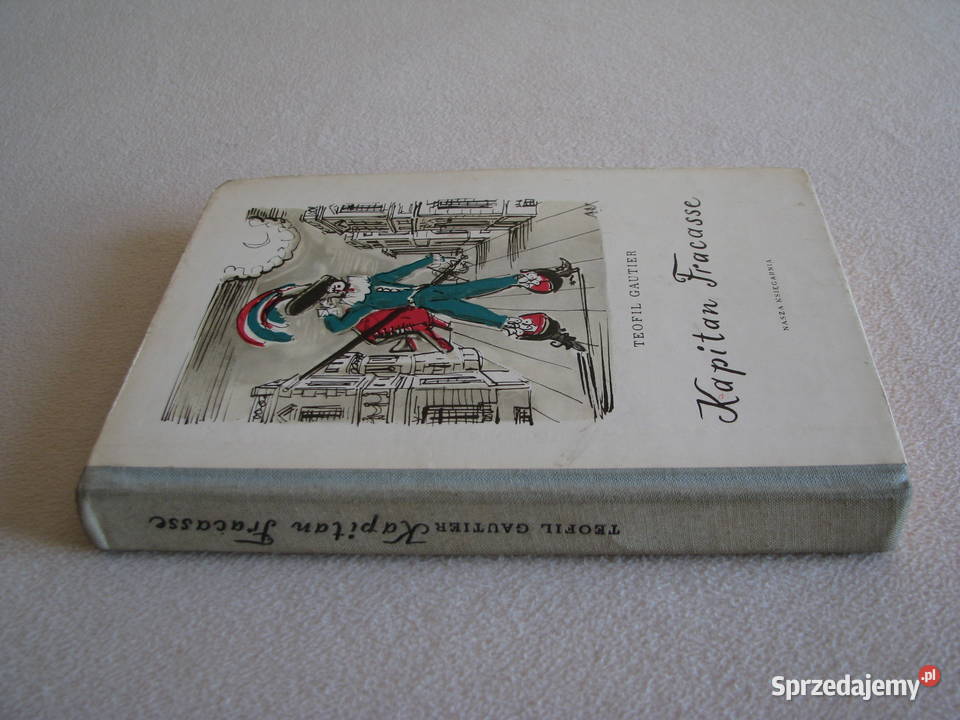 TEOFIL GAUTIER
Kapitan Fracasse
NASZA KSIĘGARNIA
TEOFIL GAUTIER Kapitan Fracasse
Sprzedajemy.pl